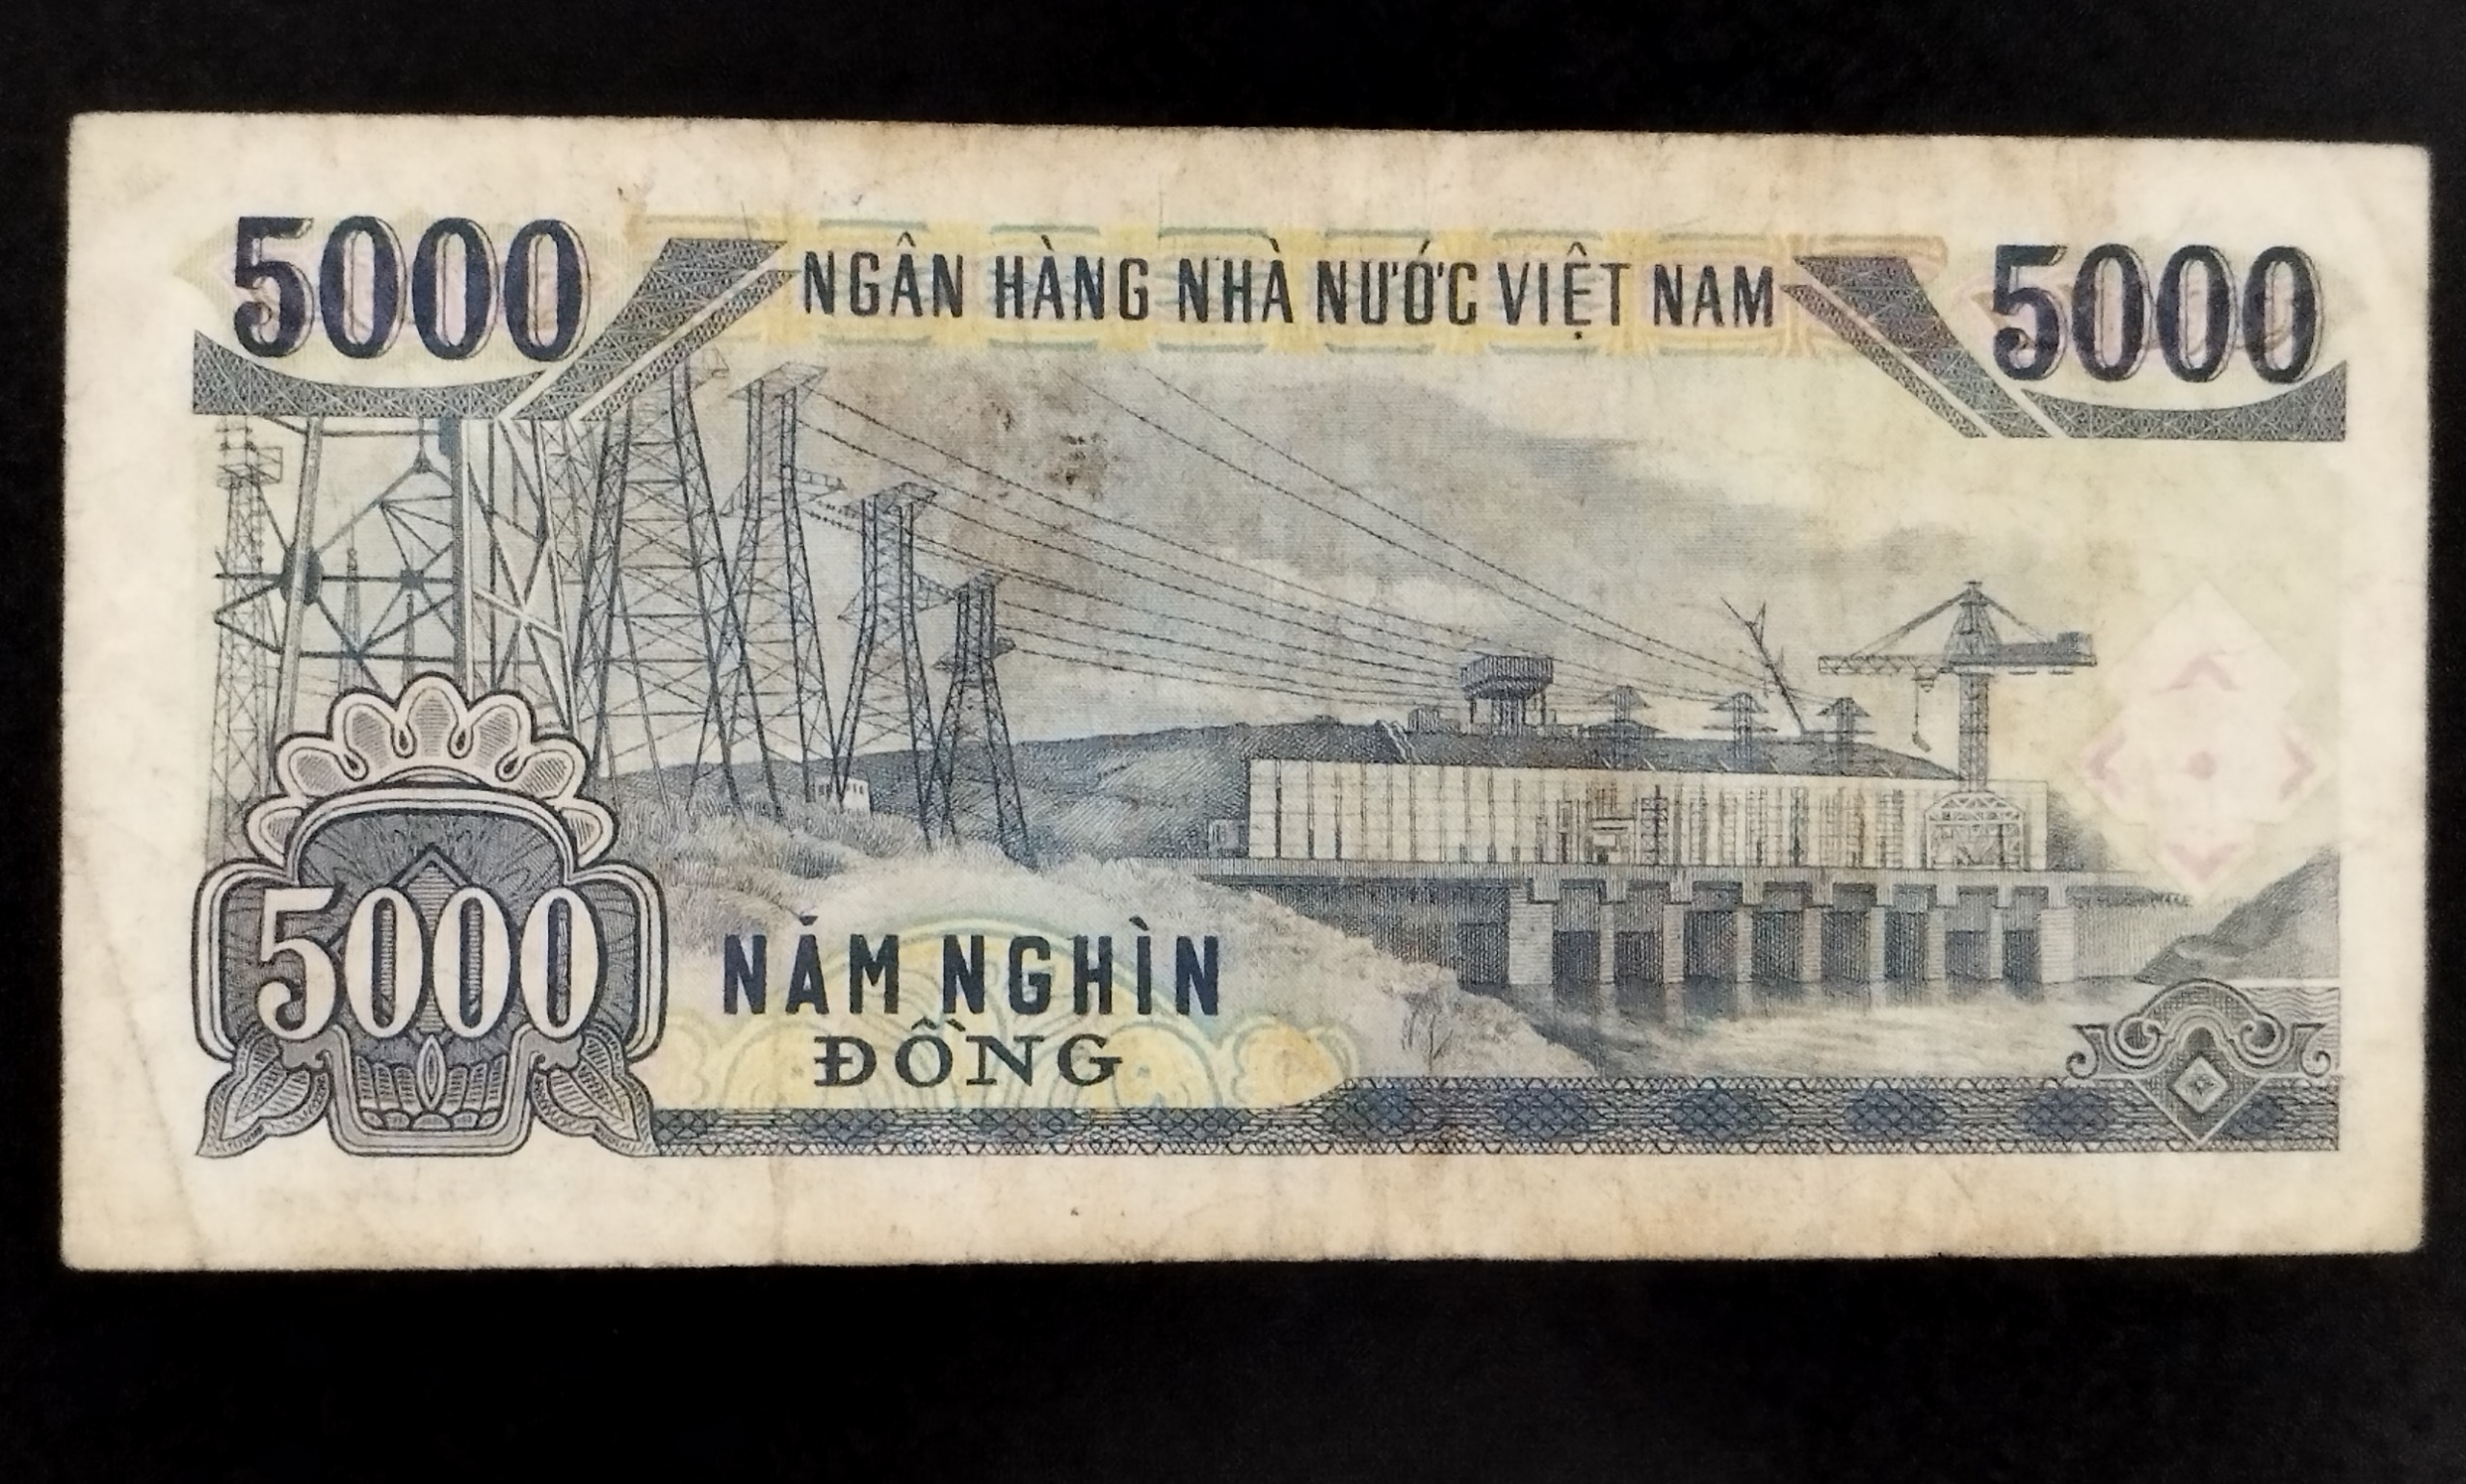 5000 NGÂN HÀNG NHÀ NƯỚC VIỆT NAM 5000
5000
NĂM NGHÌN
ĐỒNG